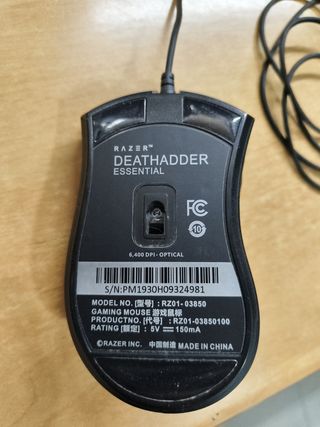 RAZER™
DEATHADDER
ESSENTIAL
FC
10
6,400 DPI - OPTICAL
S/N:PM1930H09324981
MODEL NO. [型号] : RZ01-03850
GAMING MOUSE 游戏鼠标
PRODUCTNO. [代号] : RZ01-03850100
RATING [额定] : 5V ⎓ 150mA
©RAZER INC. 中国制造 MADE IN CHINA